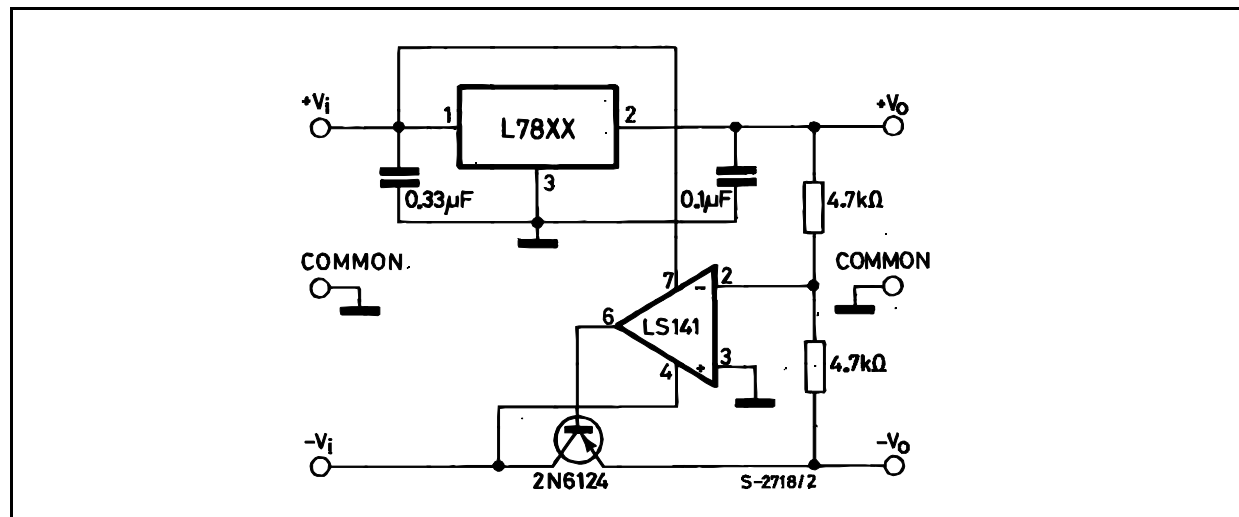 +Vi
1
L78XX
2
+Vo
3
0.33µF
0.1µF
4.7kΩ
COMMON
COMMON
7
-
2
6
LS141
4
+
3
4.7kΩ
-Vi
-Vo
2N6124
S-2718/2